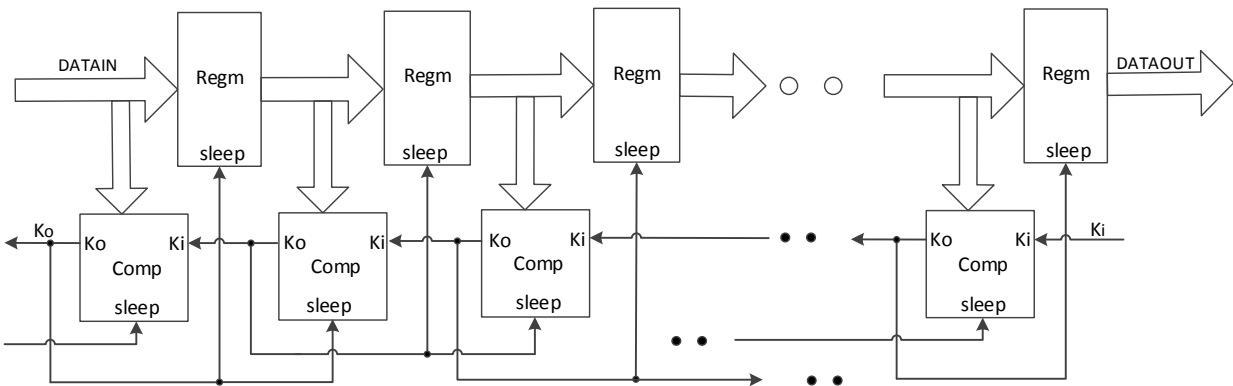 DATAIN
Regm
sleep
Regm
sleep
Regm
sleep
Regm
sleep
DATAOUT
Ko
Ko
Ki
Comp
sleep
Ko
Ki
Comp
sleep
Ko
Ki
Comp
sleep
Ko
Ki
Comp
sleep
Ki